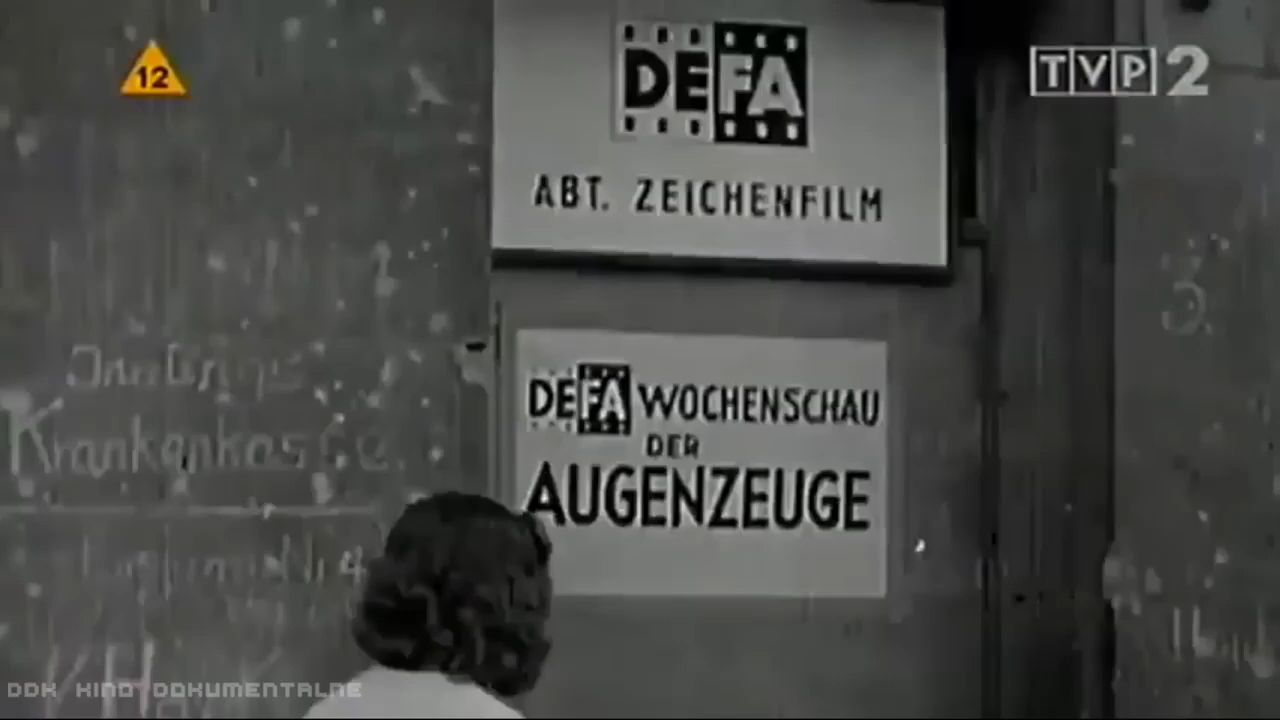 12
TVP2
DEFA
ABT. ZEICHENFILM
DEFA WOCHENSCHAU
DER
AUGENZEUGE
Krankenkasse
DDK KINO DOKUMENTALNE